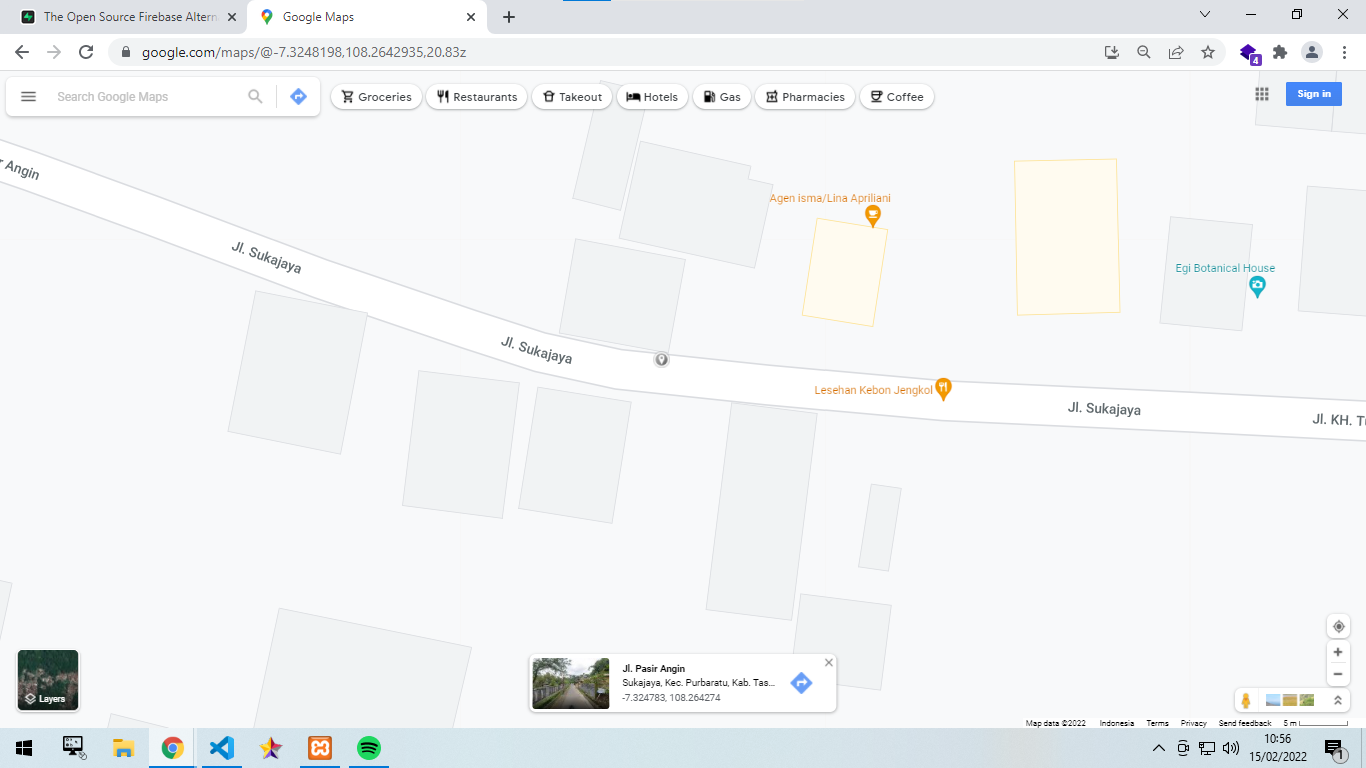 The Open Source Firebase Altern
Google Maps
google.com/maps/@-7.3248198,108.2642935,20.83z
4
Search Google Maps
Groceries
Restaurants
Takeout
Hotels
Gas
Pharmacies
Coffee
Sign in
r Angin
Agen isma/Lina Apriliani
Jl. Sukajaya
Egi Botanical House
Jl. Sukajaya
Lesehan Kebon Jengkol
Jl. Sukajaya
Jl. KH. Tu
Layers
Jl. Pasir Angin
Sukajaya, Kec. Purbaratu, Kab. Tas...
-7.324783, 108.264274
Map data ©2022 Indonesia Terms Privacy Send feedback 5 m
10:56
15/02/2022
1